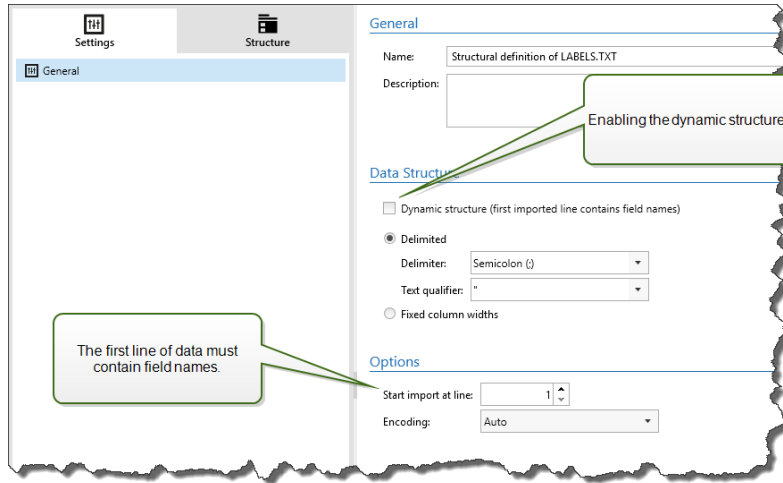 Settings
Structure
General
General
Name:
Structural definition of LABELS.TXT
Description:
Enabling the dynamic structure
Data Structu
Dynamic structure (first imported line contains field names)
Delimited
Delimiter:
Semicolon (;)
Text qualifier:
"
Fixed column widths
The first line of data must
contain field names.
Options
Start import at line:
1
Encoding:
Auto